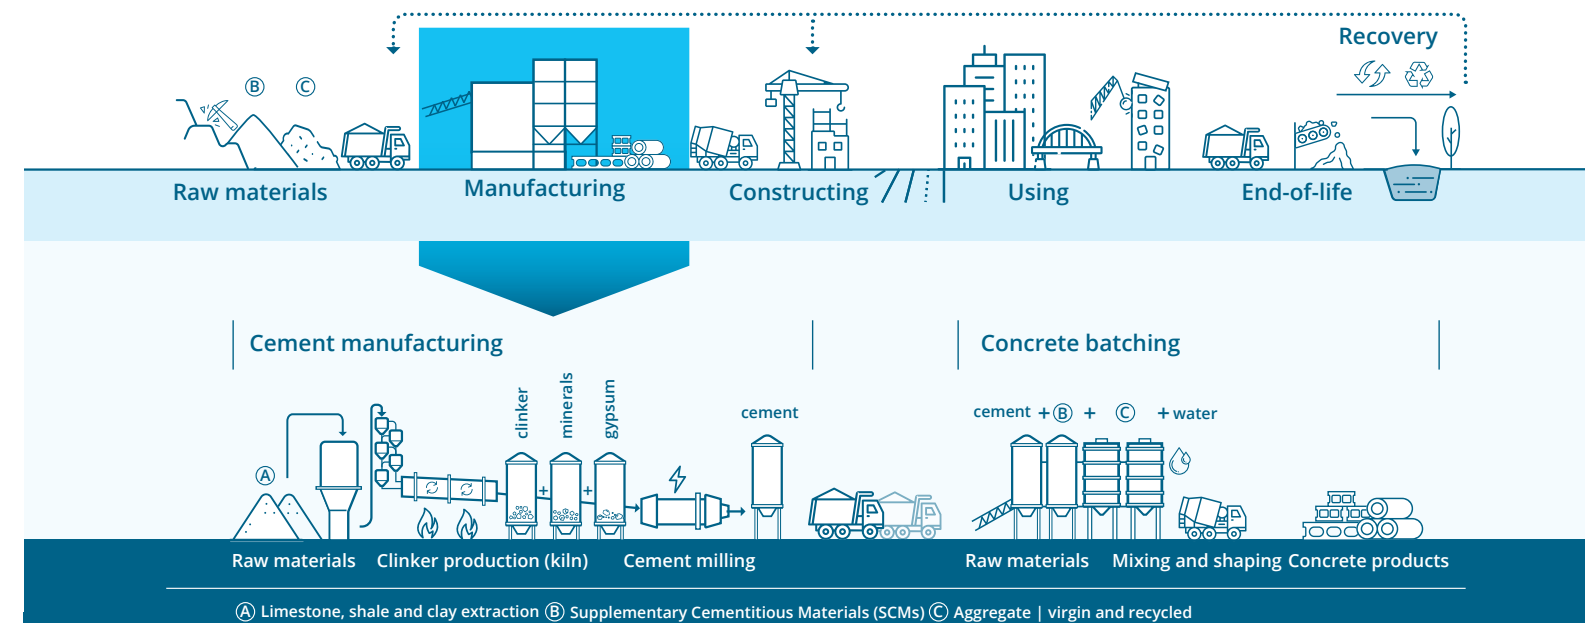 Recovery
B C
Raw materials
Manufacturing
Constructing
Using
End-of-life
Cement manufacturing
Concrete batching
clinker
minerals
gypsum
cement
cement + B + C + water
A
+ +
Raw materials
Clinker production (kiln)
Cement milling
Raw materials
Mixing and shaping
Concrete products
A Limestone, shale and clay extraction B Supplementary Cementitious Materials (SCMs) C Aggregate | virgin and recycled